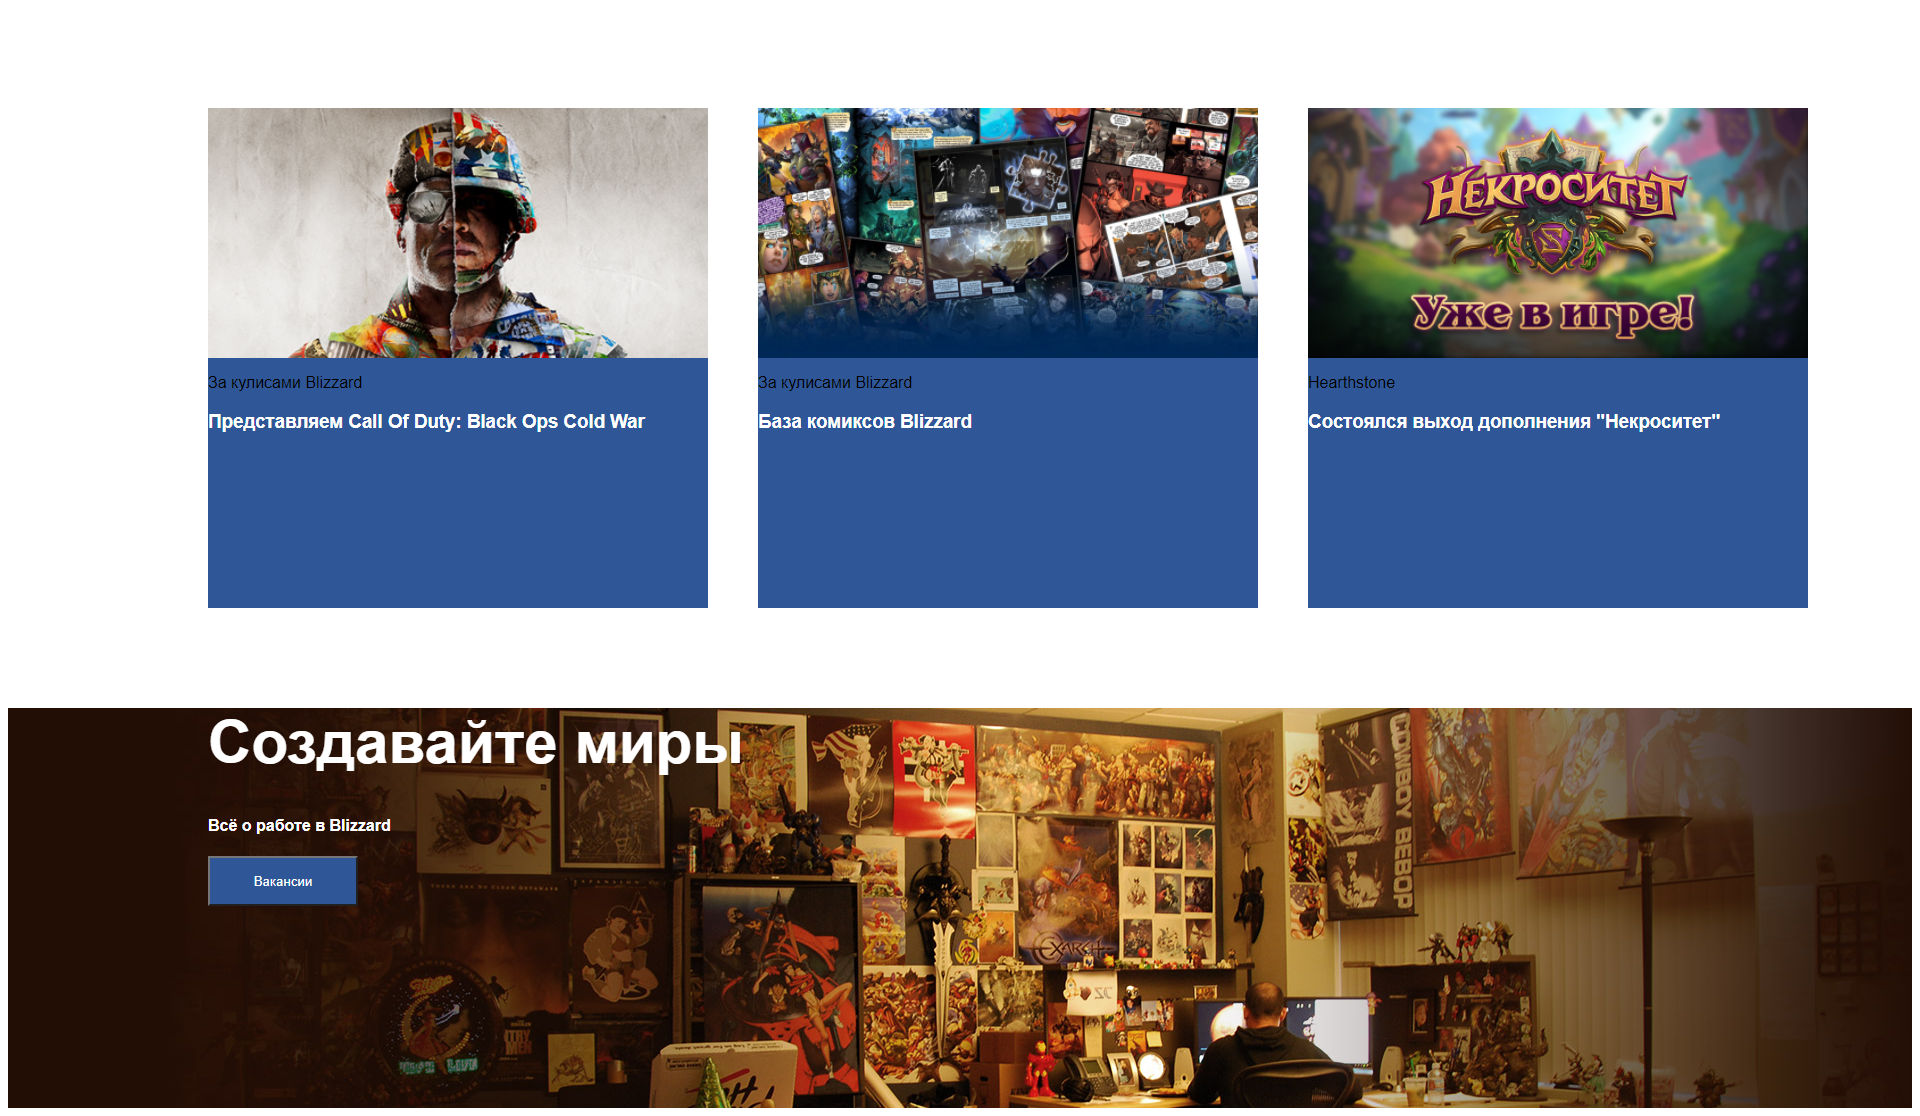 НЕКРОСИТЕТ
Уже в игре!
За кулисами Blizzard
Представляем Call Of Duty: Black Ops Cold War
За кулисами Blizzard
База комиксов Blizzard
Hearthstone
Состоялся выход дополнения "Некроситет"
Создавайте миры
Всё о работе в Blizzard
Вакансии
COWBOY BEBOP
EXARCH